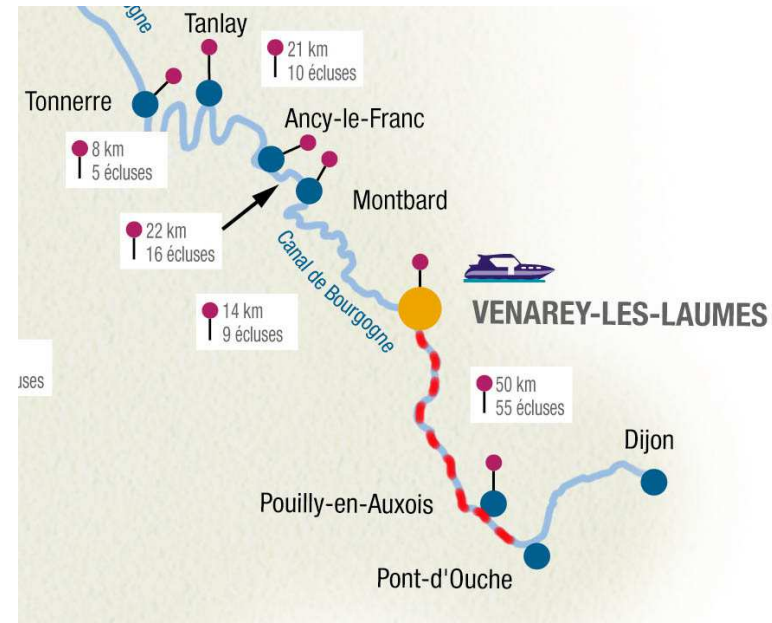 ogne
Tanlay
21 km
10 écluses
Tonnerre
Ancy-le-Franc
8 km
5 écluses
Montbard
22 km
16 écluses
Canal de Bourgogne
14 km
9 écluses
VENAREY-LES-LAUMES
uses
50 km
55 écluses
Dijon
Pouilly-en-Auxois
Pont-d'Ouche